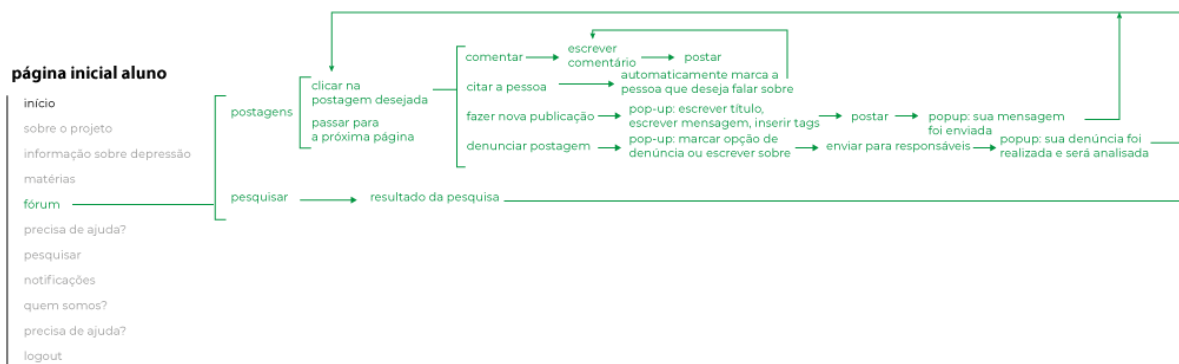 página inicial aluno
início
sobre o projeto
informação sobre depressão
matérias
fórum
precisa de ajuda?
pesquisar
notificações
quem somos?
precisa de ajuda?
logout
postagens
clicar na
postagem desejada
passar para
a próxima página
comentar
escrever
comentário
postar
citar a pessoa
automaticamente marca a
pessoa que deseja falar sobre
fazer nova publicação
pop-up: escrever título,
escrever mensagem, inserir tags
postar
popup: sua mensagem
foi enviada
denunciar postagem
pop-up: marcar opção de
denúncia ou escrever sobre
enviar para responsáveis
popup: sua denúncia foi
realizada e será analisada
pesquisar
resultado da pesquisa